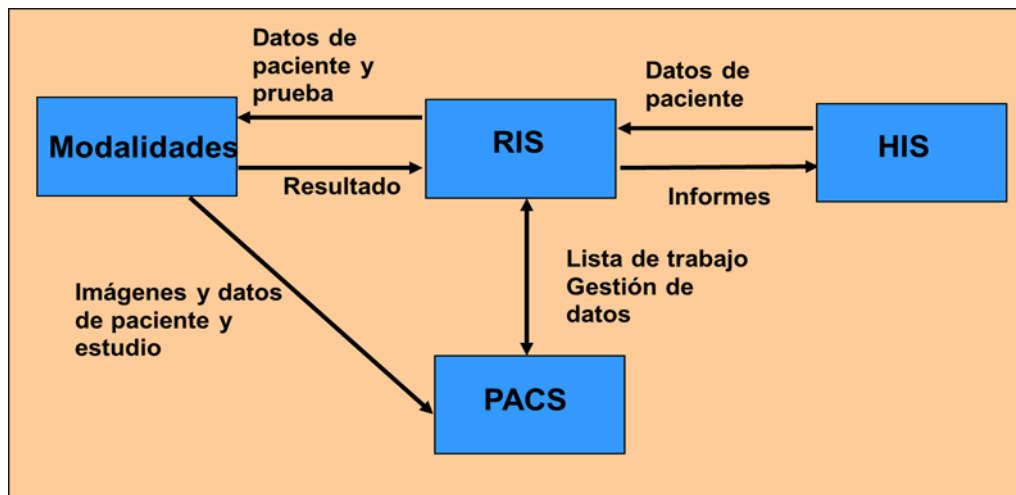 Datos de
paciente y
prueba
Datos de
paciente
Modalidades
RIS
HIS
Resultado
Informes
Imágenes y datos
de paciente y
estudio
Lista de trabajo
Gestión de
datos
PACS